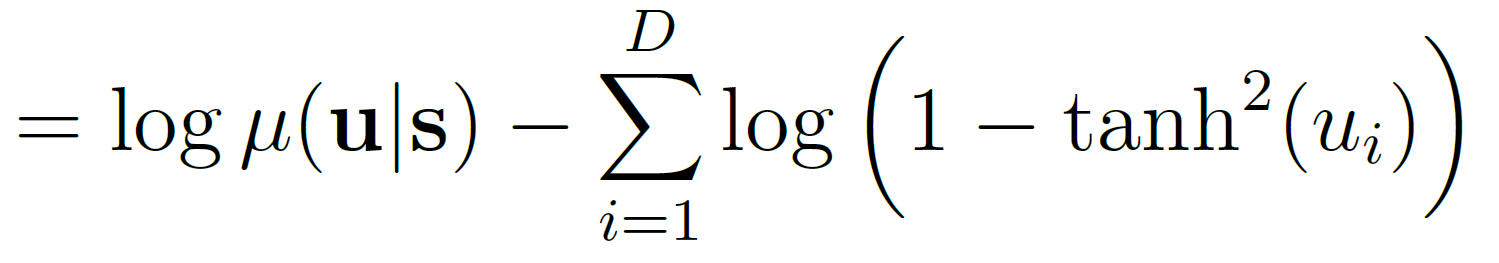 = log μ(𝐮|𝐬) − ∑_{i=1}^{D} log (1 − tanh²(u_i))